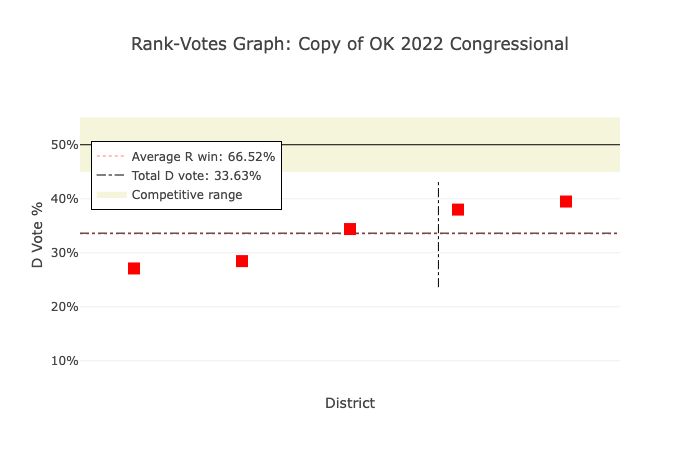 Rank-Votes Graph: Copy of OK 2022 Congressional
50%
Average R win: 66.52%
Total D vote: 33.63%
Competitive range
40%
D Vote %
30%
20%
10%
District